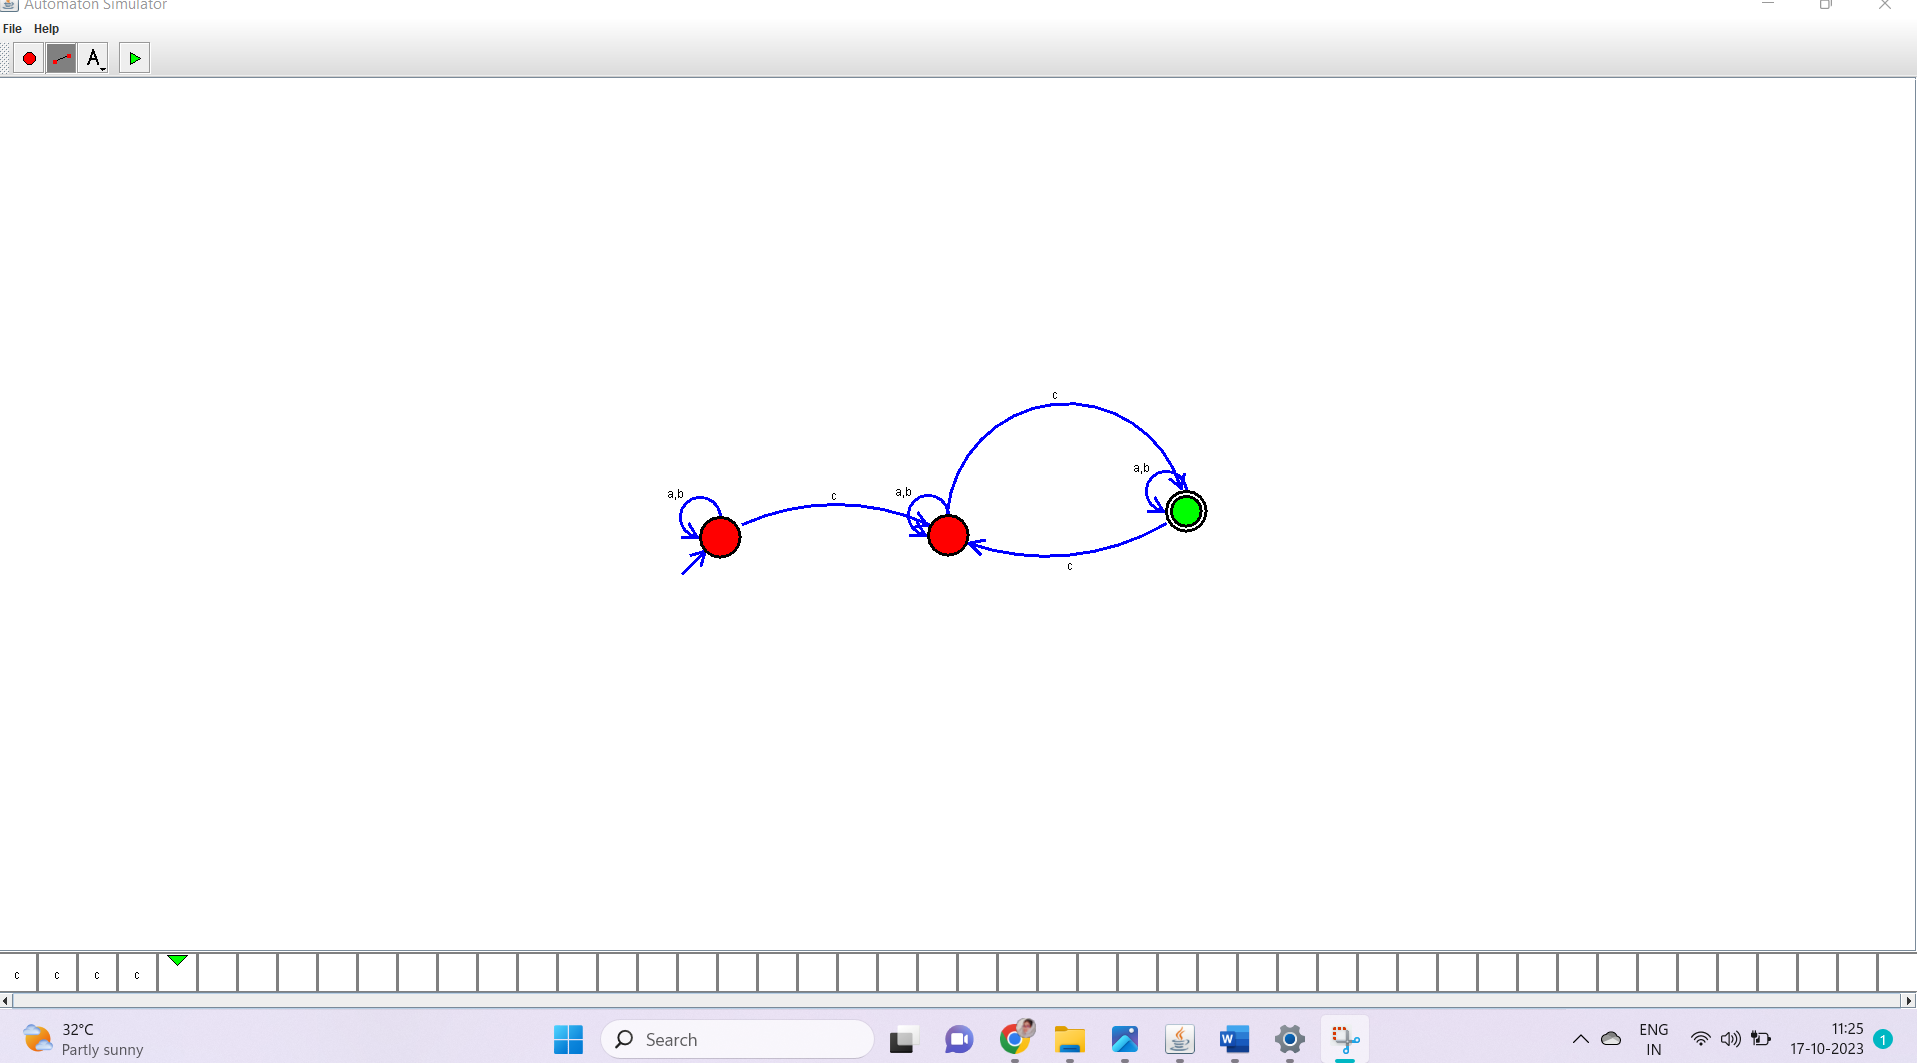 Automaton Simulator
File Help
A
c
a,b
a,b
c
a,b
c
c c c c
32°C
Partly sunny
Search
ENG
IN
11:25
17-10-2023
1